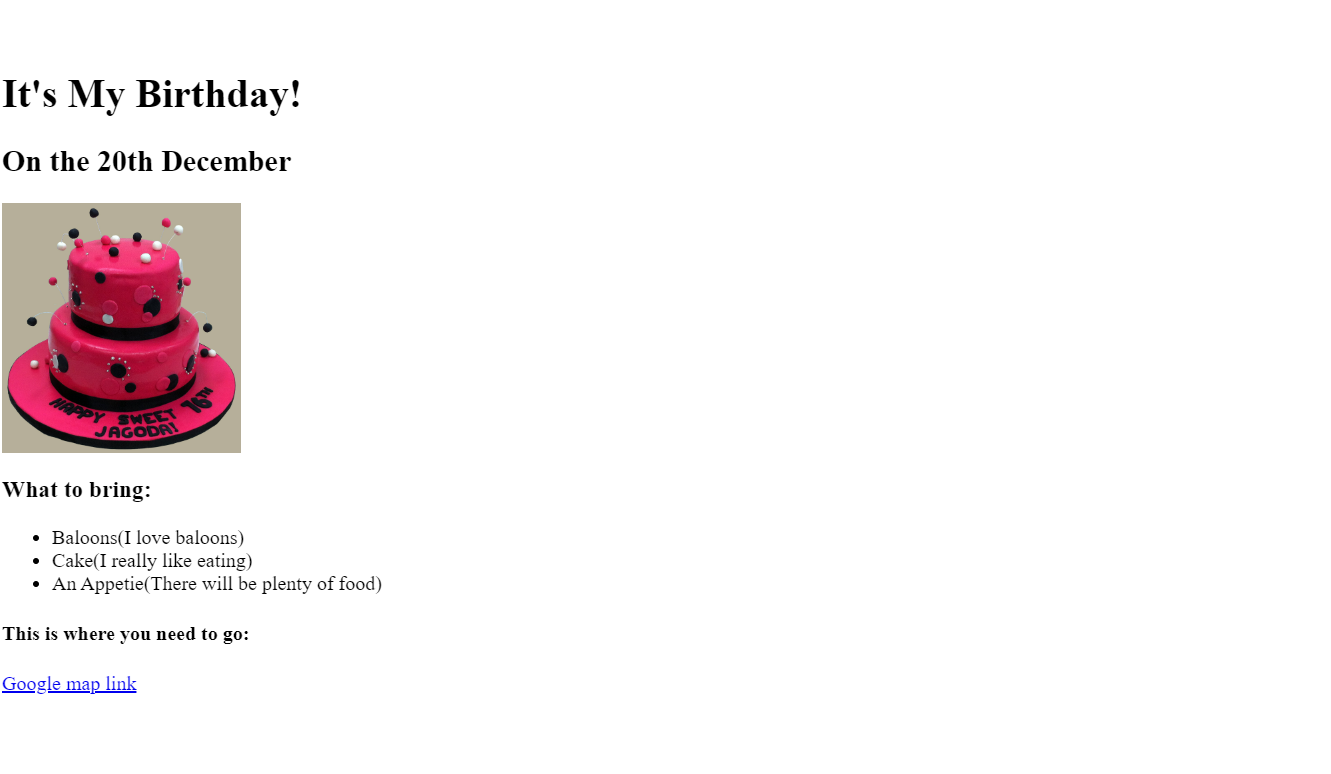 It's My Birthday!
On the 20th December
HAPPY SWEET 16TH
JAGODA!
What to bring:
Baloons(I love baloons)
Cake(I really like eating)
An Appetie(There will be plenty of food)
This is where you need to go:
Google map link